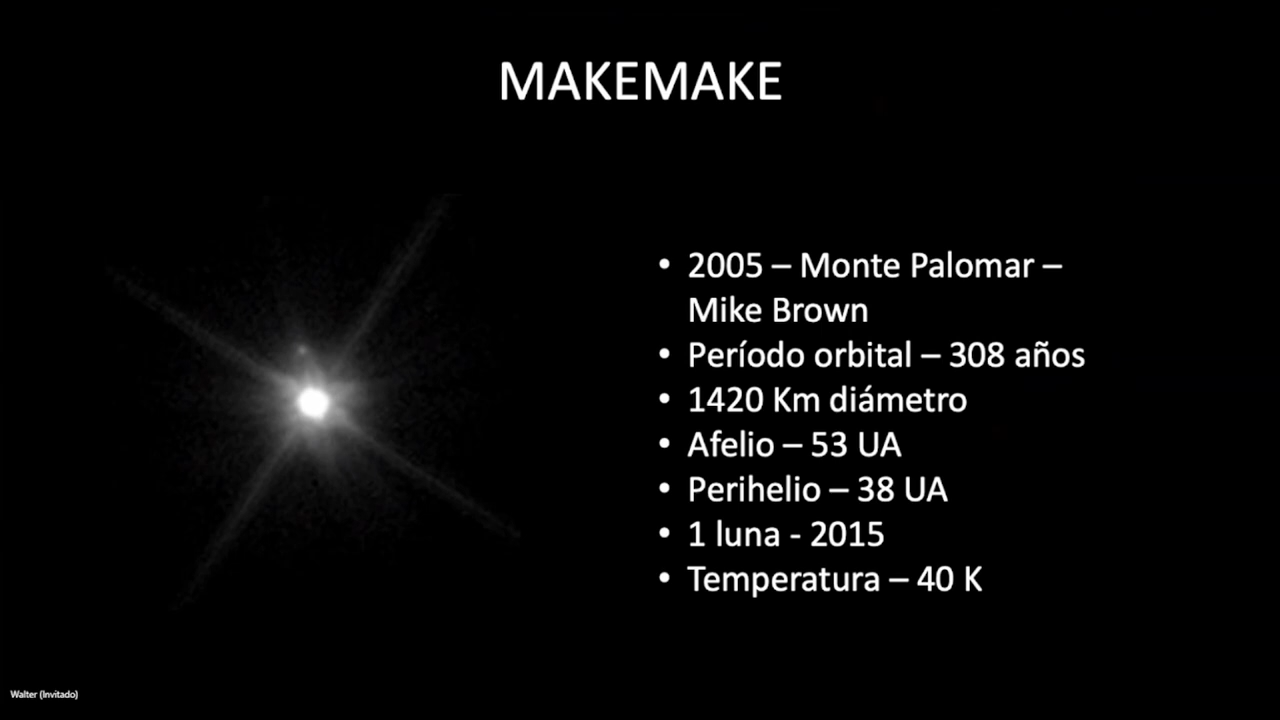 MAKEMAKE
• 2005 – Monte Palomar –
Mike Brown
• Período orbital – 308 años
• 1420 Km diámetro
• Afelio – 53 UA
• Perihelio – 38 UA
• 1 luna - 2015
• Temperatura – 40 K
Walter (Invitado)